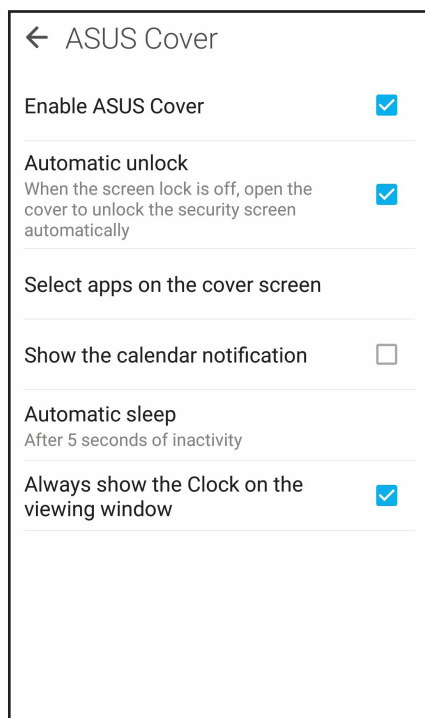 ASUS Cover
Enable ASUS Cover
Automatic unlock
When the screen lock is off, open the
cover to unlock the security screen
automatically
Select apps on the cover screen
Show the calendar notification
Automatic sleep
After 5 seconds of inactivity
Always show the Clock on the
viewing window